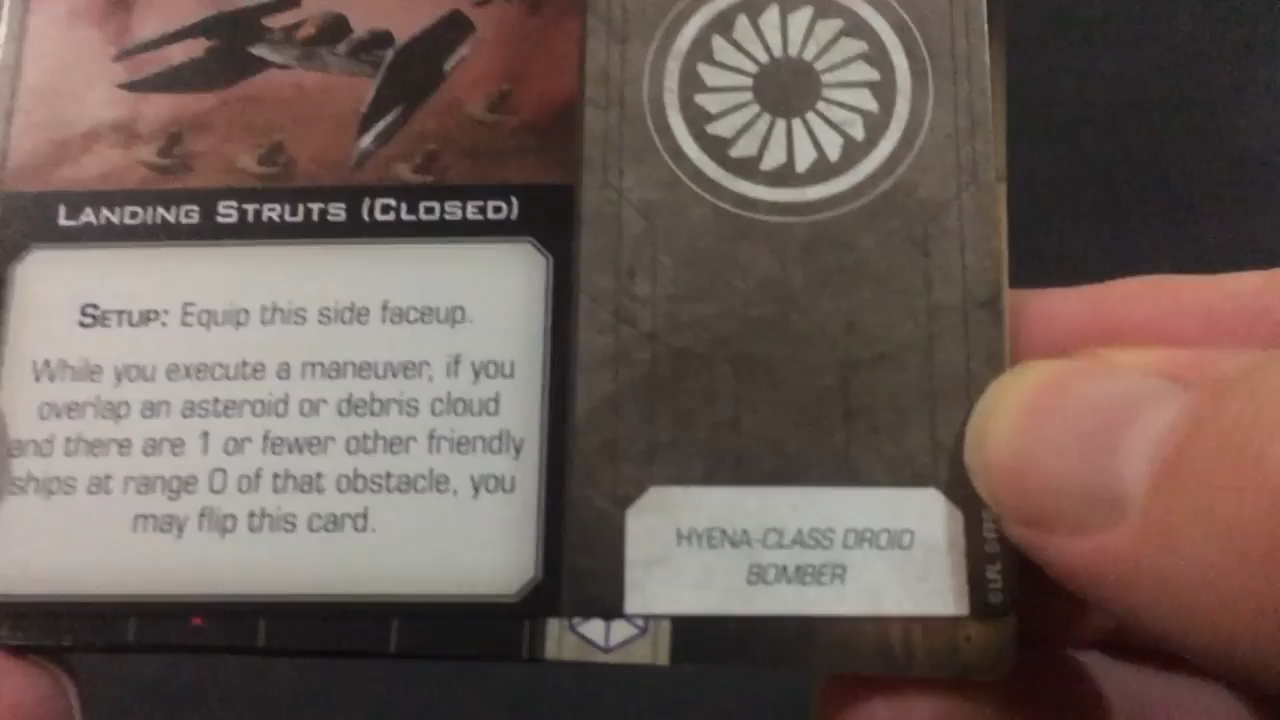 LANDING STRUTS (CLOSED)
SETUP: Equip this side faceup.
While you execute a maneuver, if you
overlap an asteroid or debris cloud
and there are 1 or fewer other friendly
ships at range 0 of that obstacle, you
may flip this card.
HYENA-CLASS DROID
BOMBER